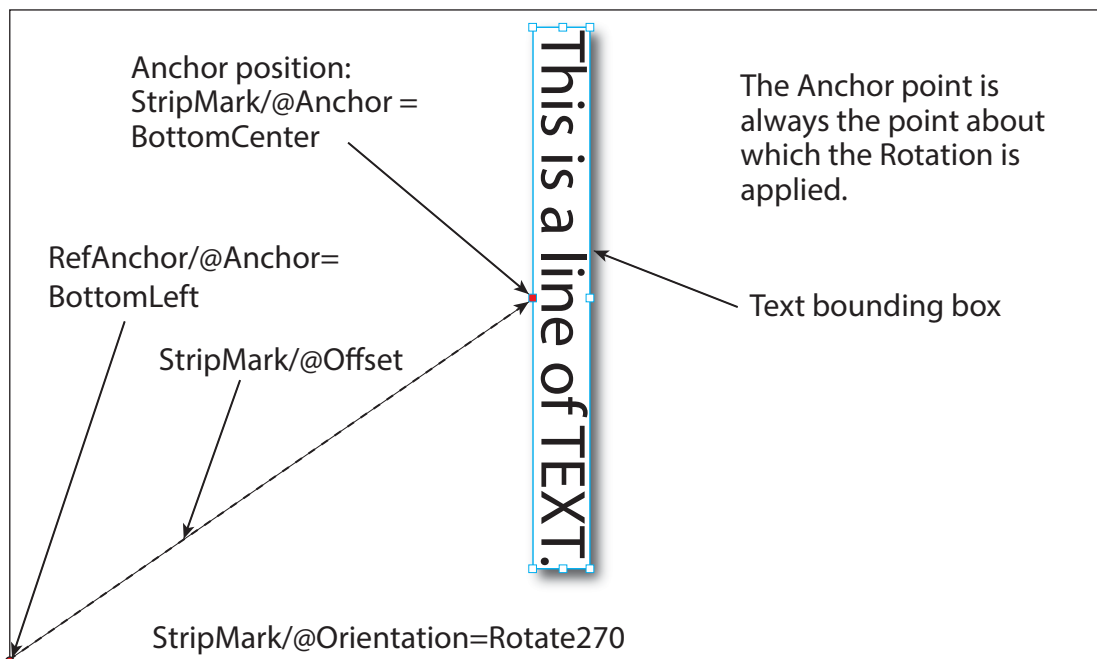 Anchor position:
StripMark/@Anchor =
BottomCenter
This is a line of TEXT.
The Anchor point is
always the point about
which the Rotation is
applied.
RefAnchor/@Anchor=
BottomLeft
Text bounding box
StripMark/@Offset
StripMark/@Orientation=Rotate270